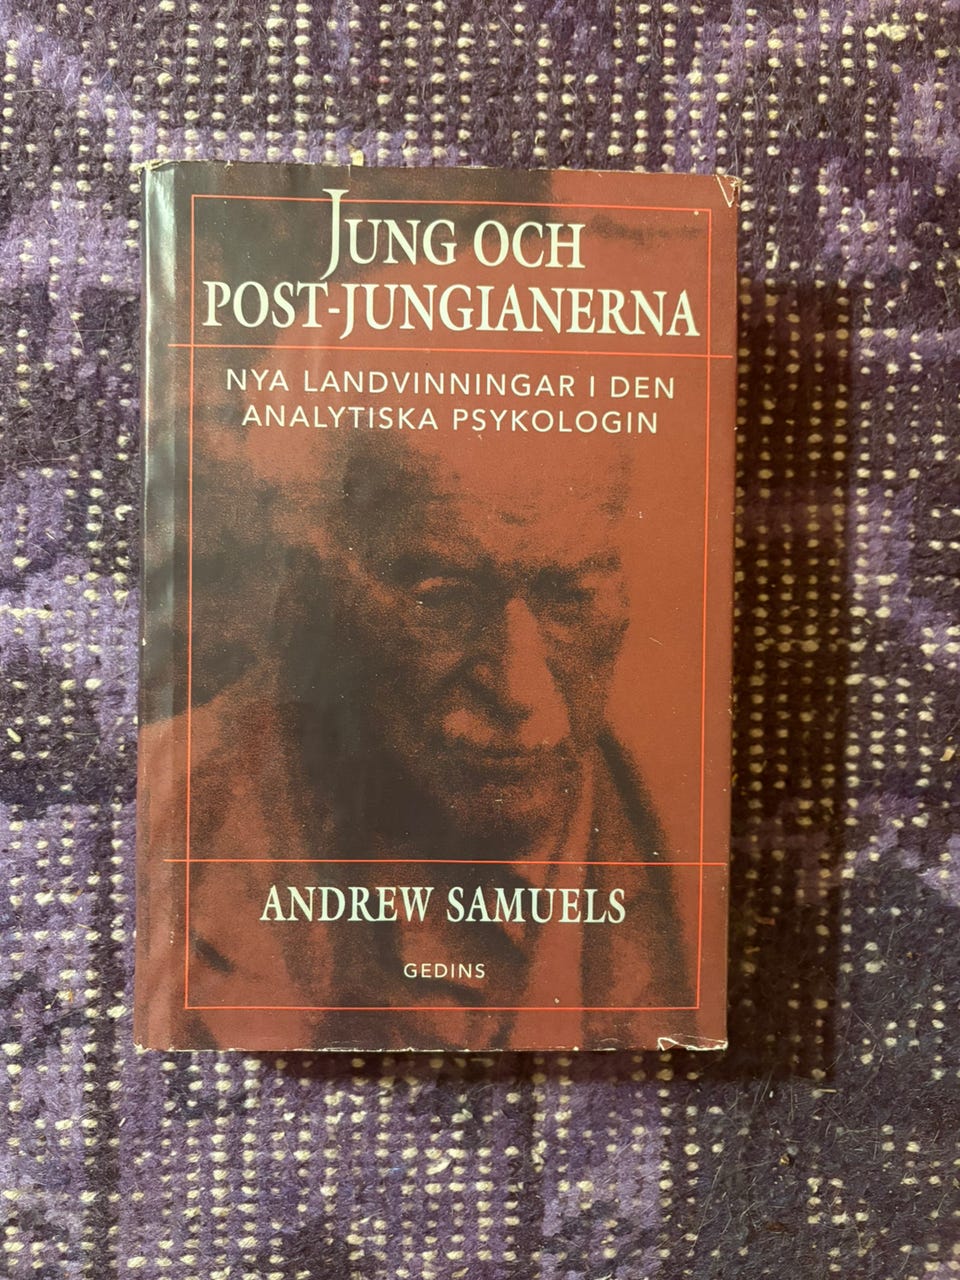 JUNG OCH
POST-JUNGIANERNA
NYA LANDVINNINGAR I DEN
ANALYTISKA PSYKOLOGIN
ANDREW SAMUELS
GEDINS